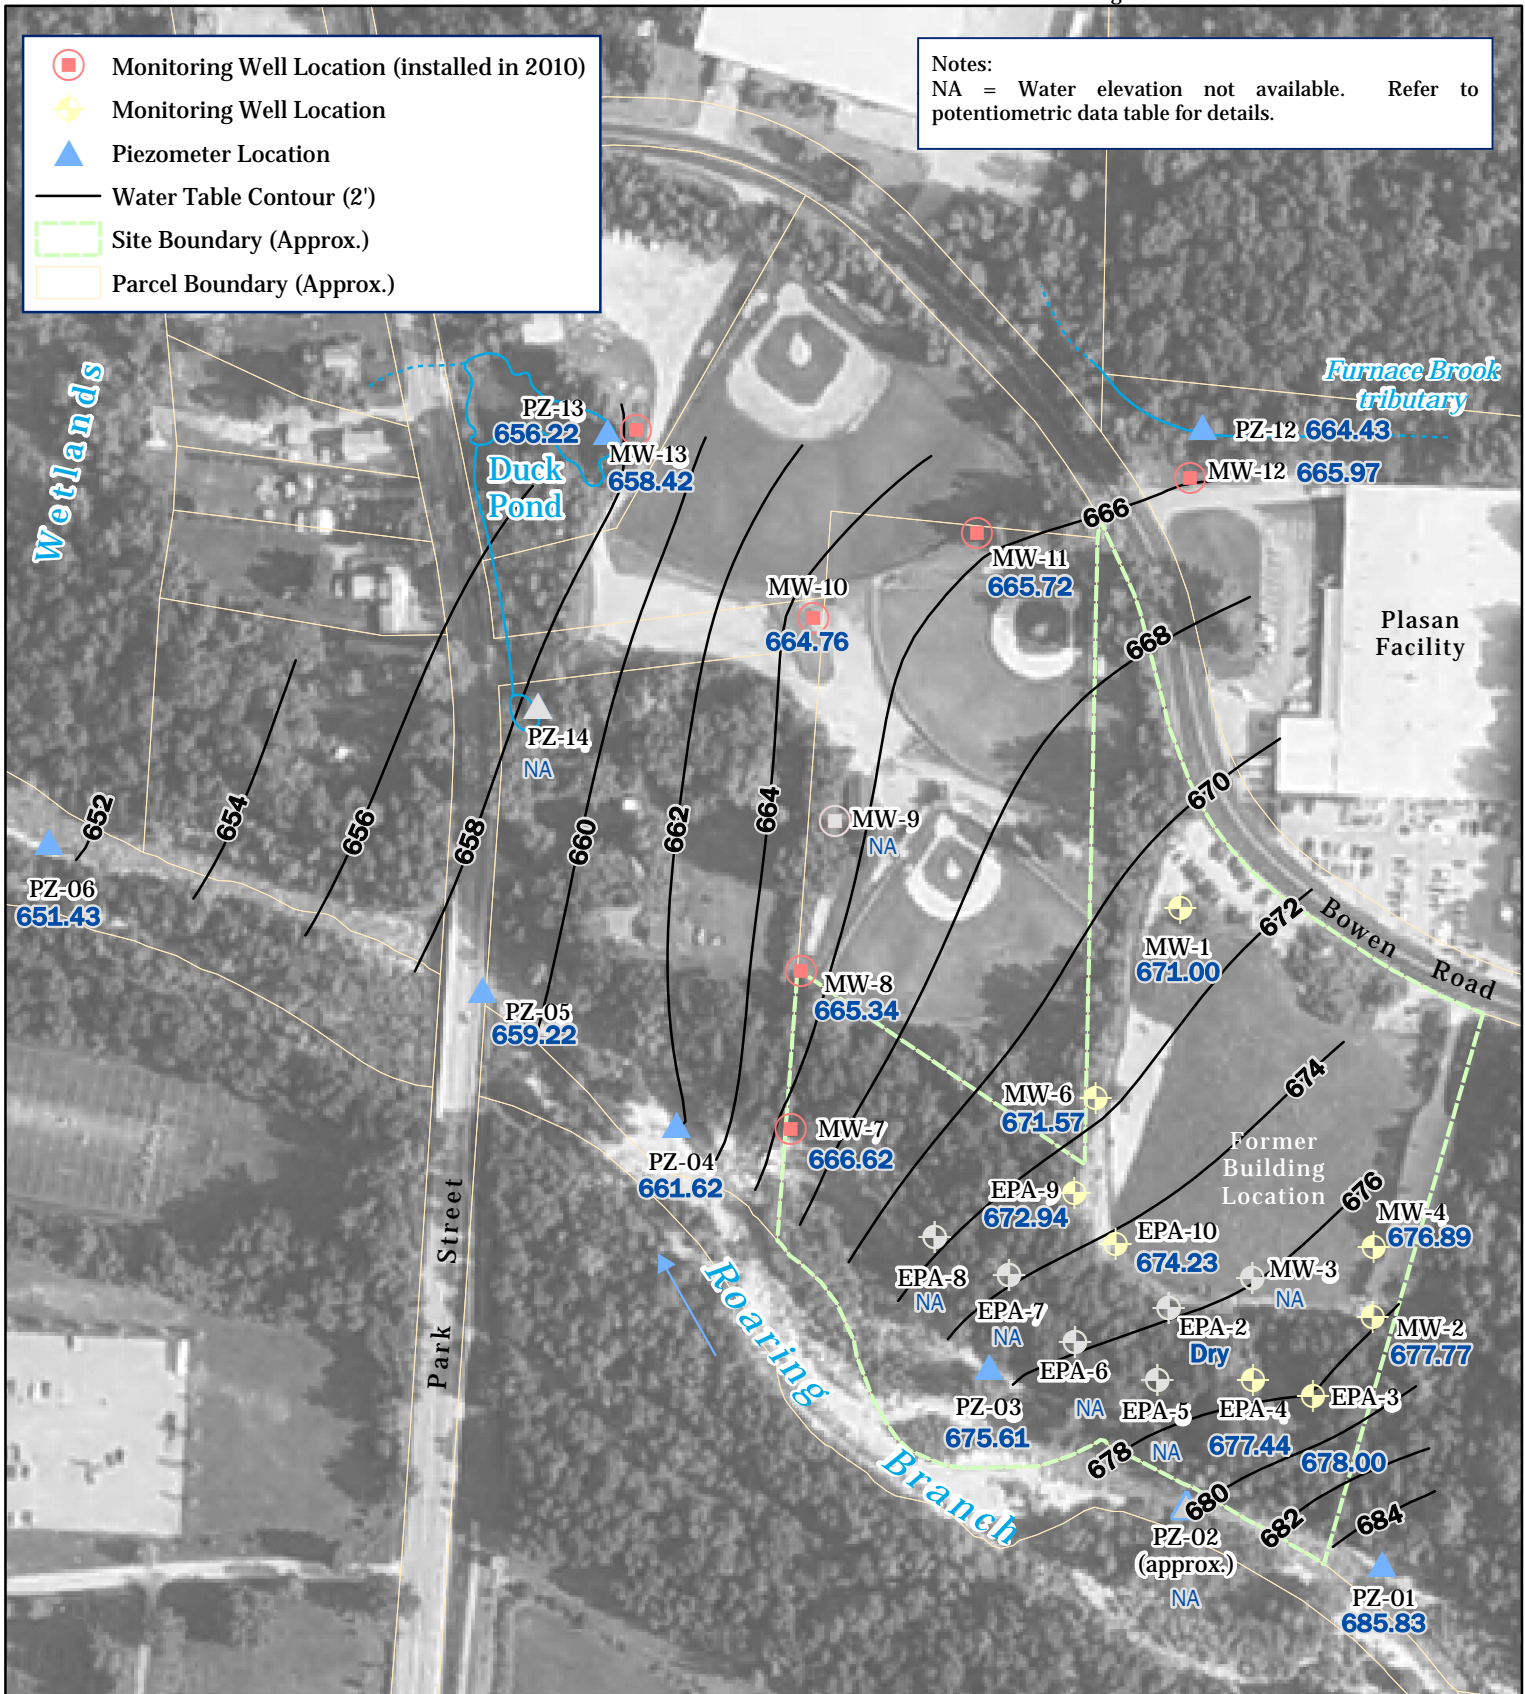 Monitoring Well Location (installed in 2010)
Monitoring Well Location
Piezometer Location
Water Table Contour (2')
Site Boundary (Approx.)
Parcel Boundary (Approx.)
Notes:
NA = Water elevation not available. Refer to
potentiometric data table for details.
Wetlands
Furnace Brook
tributary
PZ-13
656.22
MW-13
658.42
Duck
Pond
PZ-12 664.43
MW-12 665.97
666
MW-11
665.72
MW-10
664.76
668
Plasan
Facility
PZ-14
NA
652
654
656
658
660
662
664
MW-9
NA
670
PZ-06
651.43
672
Bowen Road
MW-1
671.00
MW-8
665.34
PZ-05
659.22
674
MW-6
671.57
MW-7
666.62
Former
Building
Location
PZ-04
661.62
676
EPA-9
672.94
MW-4
676.89
EPA-10
674.23
Park Street
EPA-8
NA
MW-3
NA
EPA-7
NA
EPA-2
Dry
MW-2
677.77
Roaring
Branch
EPA-6
NA
PZ-03
675.61
EPA-5
NA
EPA-4
677.44
EPA-3
678.00
678
680
682
684
PZ-02
(approx.)
NA
PZ-01
685.83